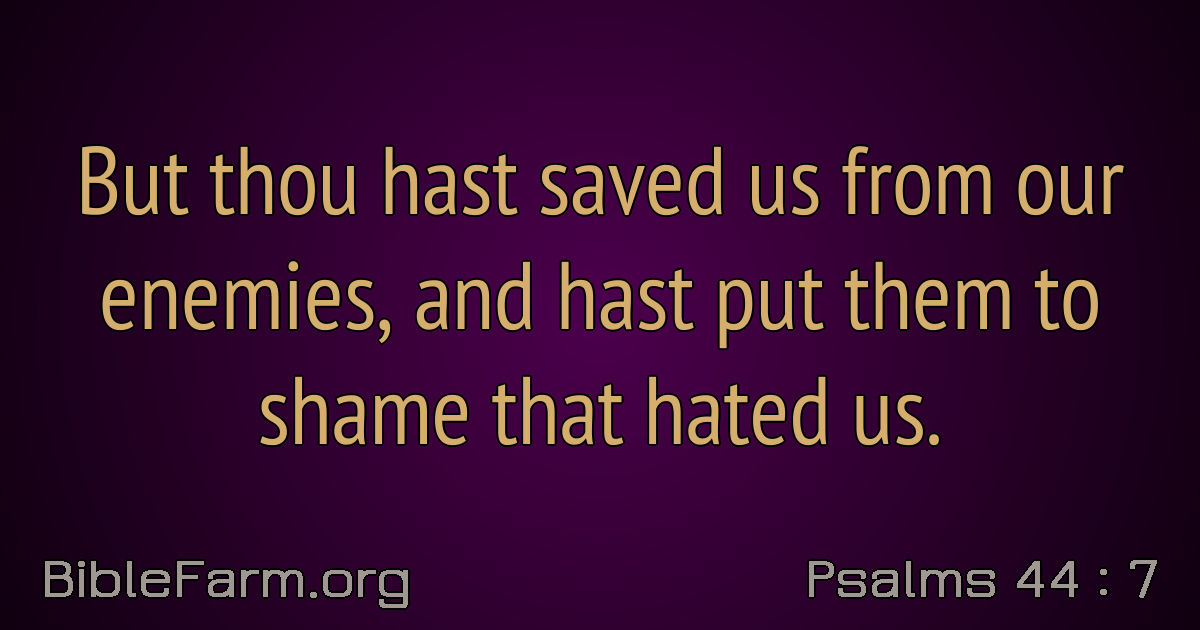 But thou hast saved us from our
enemies, and hast put them to
shame that hated us.
BibleFarm.org
Psalms 44 : 7